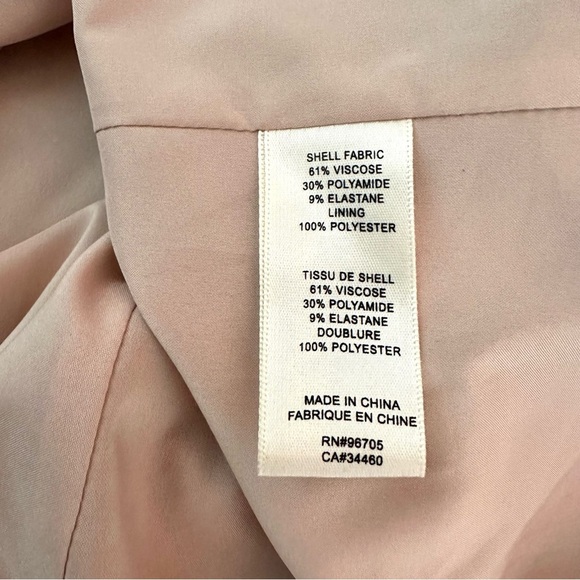 SHELL FABRIC
61% VISCOSE
30% POLYAMIDE
9% ELASTANE
LINING
100% POLYESTER
TISSU DE SHELL
61% VISCOSE
30% POLYAMIDE
9% ELASTANE
DOUBLURE
100% POLYESTER
MADE IN CHINA
FABRIQUE EN CHINE
RN#96705
CA#34460